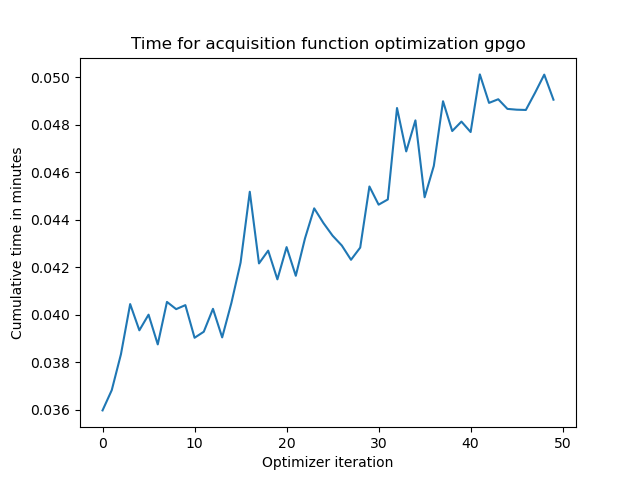 Time for acquisition function optimization gpgo
Cumulative time in minutes
0.050
0.048
0.046
0.044
0.042
0.040
0.038
0.036
0 10 20 30 40 50
Optimizer iteration